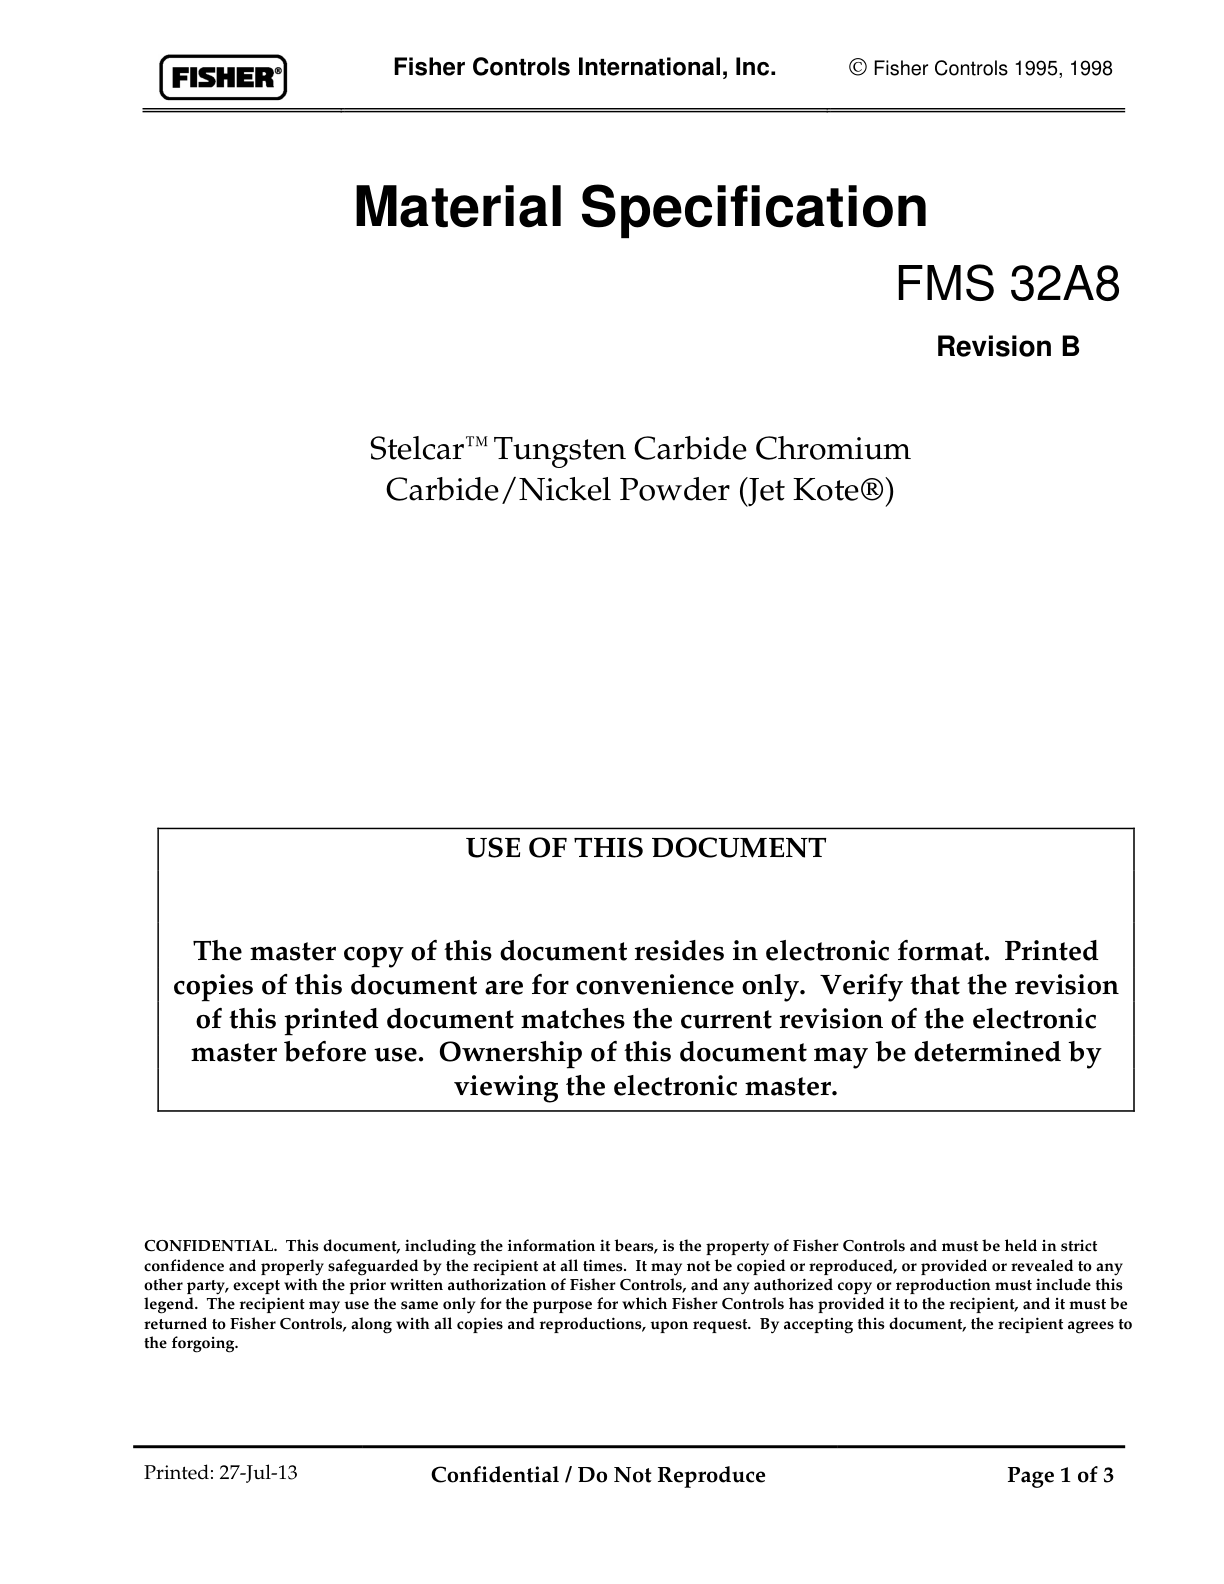 FISHER®
Fisher Controls International, Inc.
© Fisher Controls 1995, 1998
Material Specification
FMS 32A8
Revision B
Stelcar™ Tungsten Carbide Chromium
Carbide/Nickel Powder (Jet Kote®)
USE OF THIS DOCUMENT
The master copy of this document resides in electronic format.  Printed
copies of this document are for convenience only.  Verify that the revision
of this printed document matches the current revision of the electronic
master before use.  Ownership of this document may be determined by
viewing the electronic master.
CONFIDENTIAL.  This document, including the information it bears, is the property of Fisher Controls and must be held in strict
confidence and properly safeguarded by the recipient at all times.  It may not be copied or reproduced, or provided or revealed to any
other party, except with the prior written authorization of Fisher Controls, and any authorized copy or reproduction must include this
legend.  The recipient may use the same only for the purpose for which Fisher Controls has provided it to the recipient, and it must be
returned to Fisher Controls, along with all copies and reproductions, upon request.  By accepting this document, the recipient agrees to
the forgoing.
Printed: 27-Jul-13
Confidential / Do Not Reproduce
Page 1 of 3